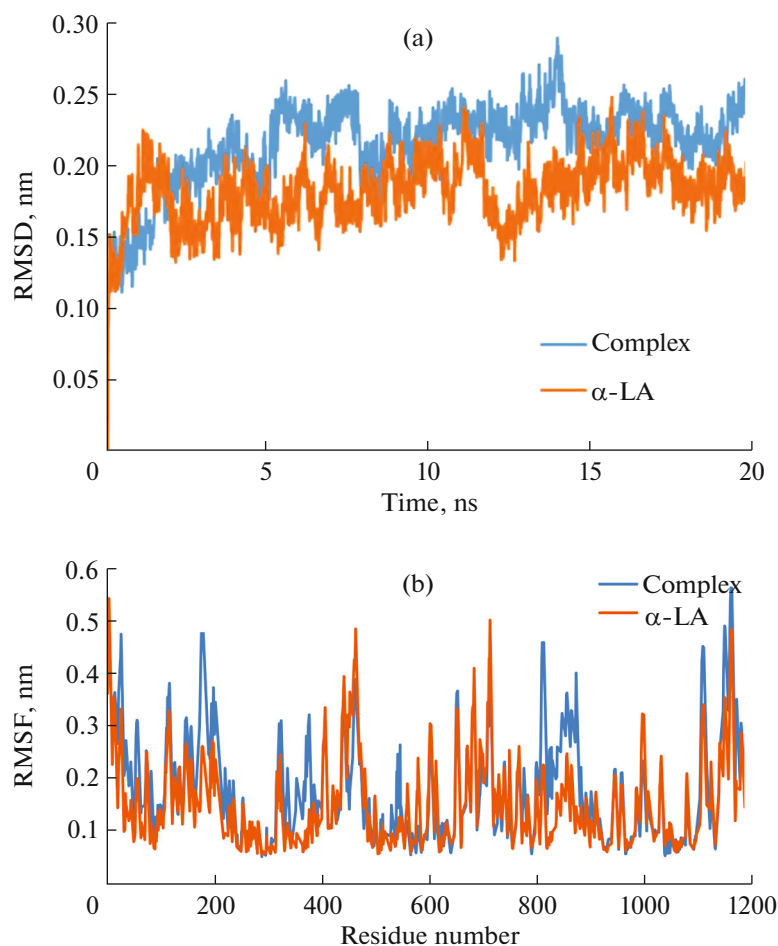 (a)
0.30
0.25
0.20
0.15
0.10
0.05
RMSD, nm
Complex
α-LA
0 5 10 15 20
Time, ns
(b)
0.6
0.5
0.4
0.3
0.2
0.1
RMSF, nm
Complex
α-LA
0 200 400 600 800 1000 1200
Residue number